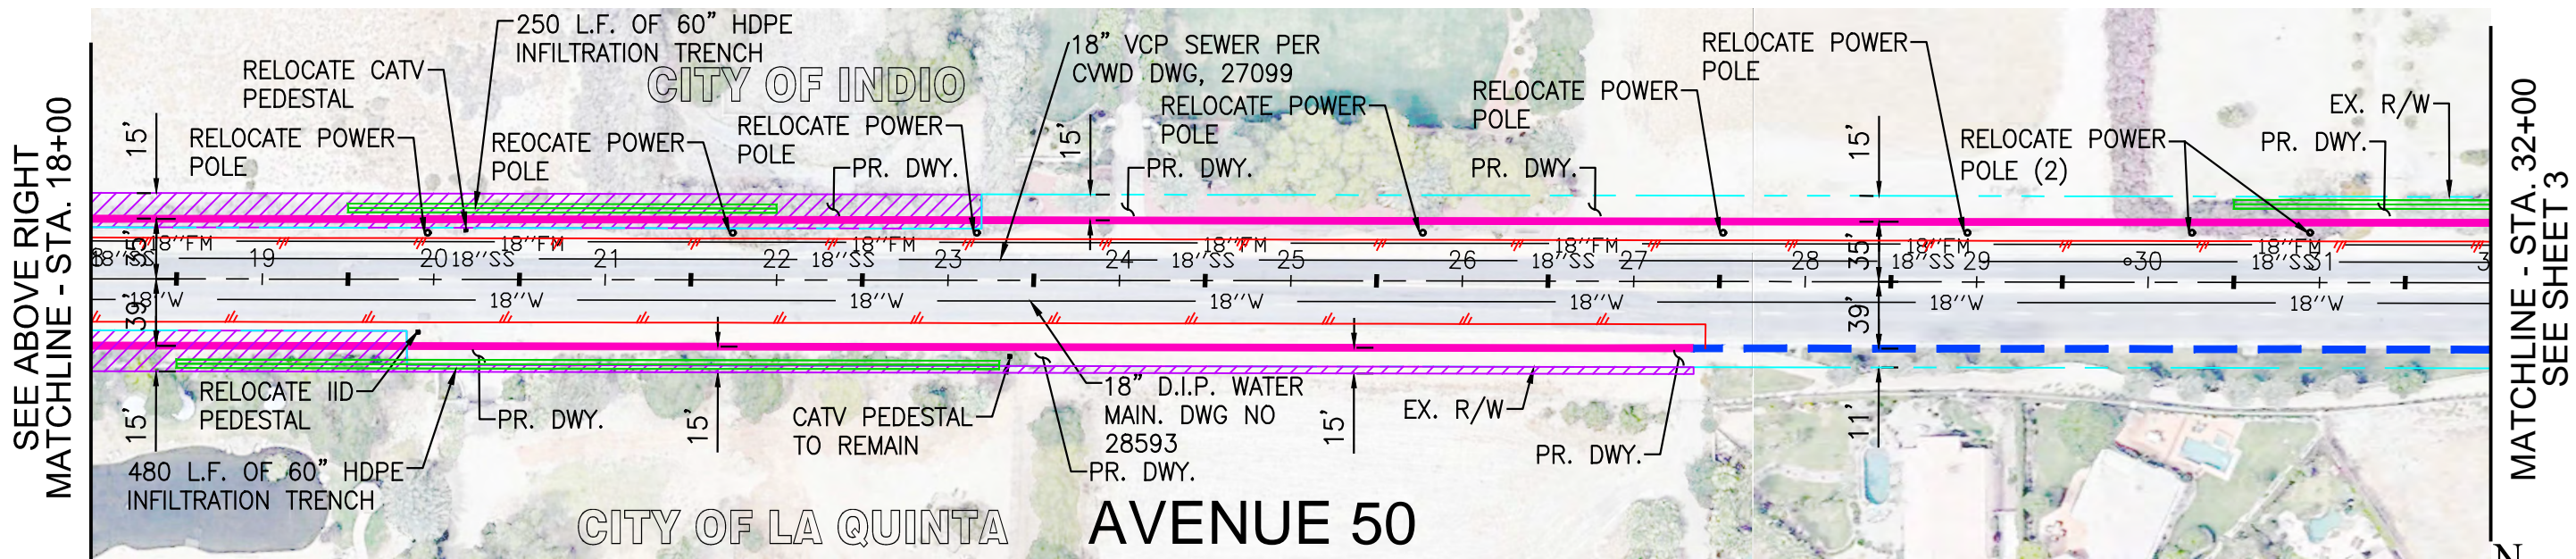 SEE ABOVE RIGHT
MATCHLINE - STA. 18+00
250 L.F. OF 60" HDPE
INFILTRATION TRENCH
CITY OF INDIO
RELOCATE CATV
PEDESTAL
RELOCATE POWER
POLE
REOCATE POWER
POLE
RELOCATE POWER
POLE
PR. DWY.
18" VCP SEWER PER
CVWD DWG, 27099
RELOCATE POWER
POLE
PR. DWY.
RELOCATE POWER
POLE
PR. DWY.
RELOCATE POWER
POLE
RELOCATE POWER
POLE (2)
EX. R/W
PR. DWY.
15'
15'
15'
18"FM 18"FM 18"FM 18"FM 18"FM 18"FM 18"FM
18"SS 19 20 18"SS 21 22 18"SS 23 24 18"SS 25 26 18"SS 27 28 18"SS 29 30 18"SS 31 3
35'
35'
18"W 18"W 18"W 18"W 18"W 18"W 18"W
39'
39'
RELOCATE IID
PEDESTAL
PR. DWY.
15'
15'
15'
11'
CATV PEDESTAL
TO REMAIN
18" D.I.P. WATER
MAIN. DWG NO
28593
PR. DWY.
EX. R/W
PR. DWY.
480 L.F. OF 60" HDPE
INFILTRATION TRENCH
CITY OF LA QUINTA
AVENUE 50
MATCHLINE - STA. 32+00
SEE SHEET 3
N